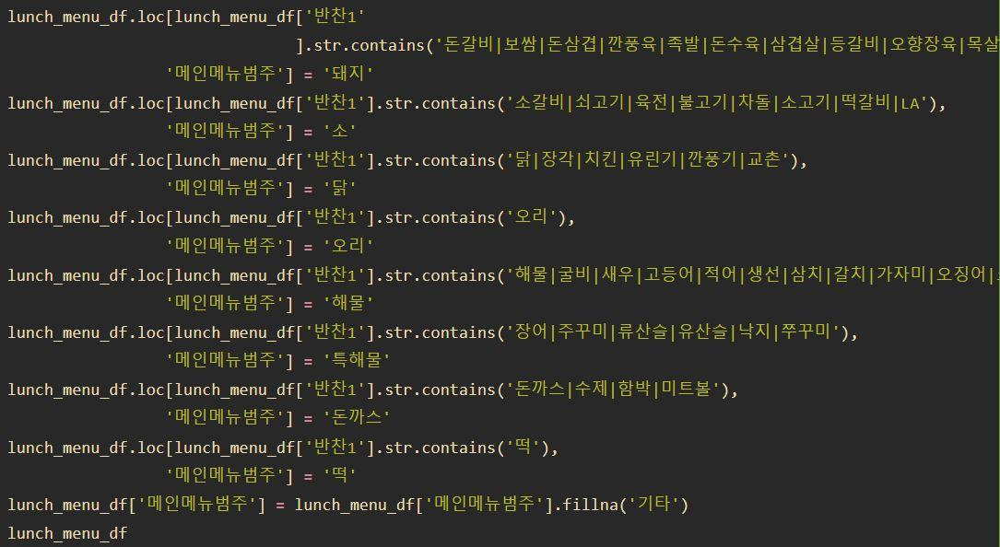 lunch_menu_df.loc[lunch_menu_df['반찬1'
].str.contains('돈갈비|보쌈|돈삼겹|깐풍육|족발|돈수육|삼겹살|등갈비|오향장육|목살
'메인메뉴범주'] = '돼지'
lunch_menu_df.loc[lunch_menu_df['반찬1'].str.contains('소갈비|쇠고기|육전|불고기|차돌|소고기|떡갈비|LA'),
'메인메뉴범주'] = '소'
lunch_menu_df.loc[lunch_menu_df['반찬1'].str.contains('닭|장각|치킨|유린기|깐풍기|교촌'),
'메인메뉴범주'] = '닭'
lunch_menu_df.loc[lunch_menu_df['반찬1'].str.contains('오리'),
'메인메뉴범주'] = '오리'
lunch_menu_df.loc[lunch_menu_df['반찬1'].str.contains('해물|굴비|새우|고등어|적어|생선|삼치|갈치|가자미|오징어|
'메인메뉴범주'] = '해물'
lunch_menu_df.loc[lunch_menu_df['반찬1'].str.contains('장어|주꾸미|류산슬|유산슬|낙지|쭈꾸미'),
'메인메뉴범주'] = '특해물'
lunch_menu_df.loc[lunch_menu_df['반찬1'].str.contains('돈까스|수제|함박|미트볼'),
'메인메뉴범주'] = '돈까스'
lunch_menu_df.loc[lunch_menu_df['반찬1'].str.contains('떡'),
'메인메뉴범주'] = '떡'
lunch_menu_df['메인메뉴범주'] = lunch_menu_df['메인메뉴범주'].fillna('기타')
lunch_menu_df